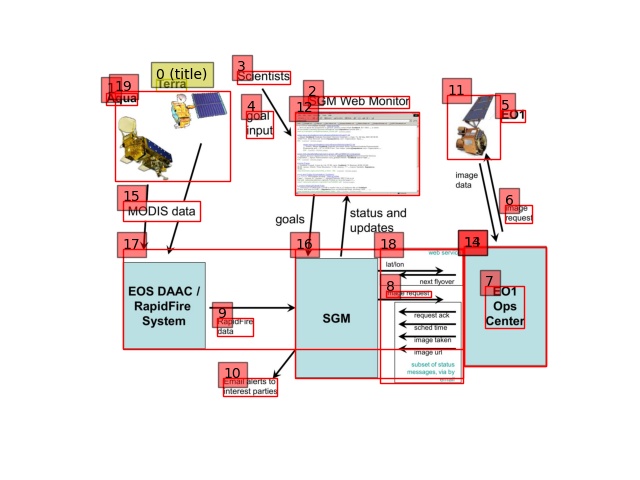 0 (title)
Terra
19
Aqua
3
Scientists
2
SGM Web Monitor
12
4
goal
input
11
5
EO1
image
data
6
image
request
15
MODIS data
goals
status and
updates
17
16
18
14
web servic
lat/lon
next flyover
8
image request
7
EO1
Ops
Center
EOS DAAC /
RapidFire
System
SGM
9
RapidFire
data
request ack
sched time
image taken
image url
subset of status
messages, via by
10
Email alerts to
interest parties